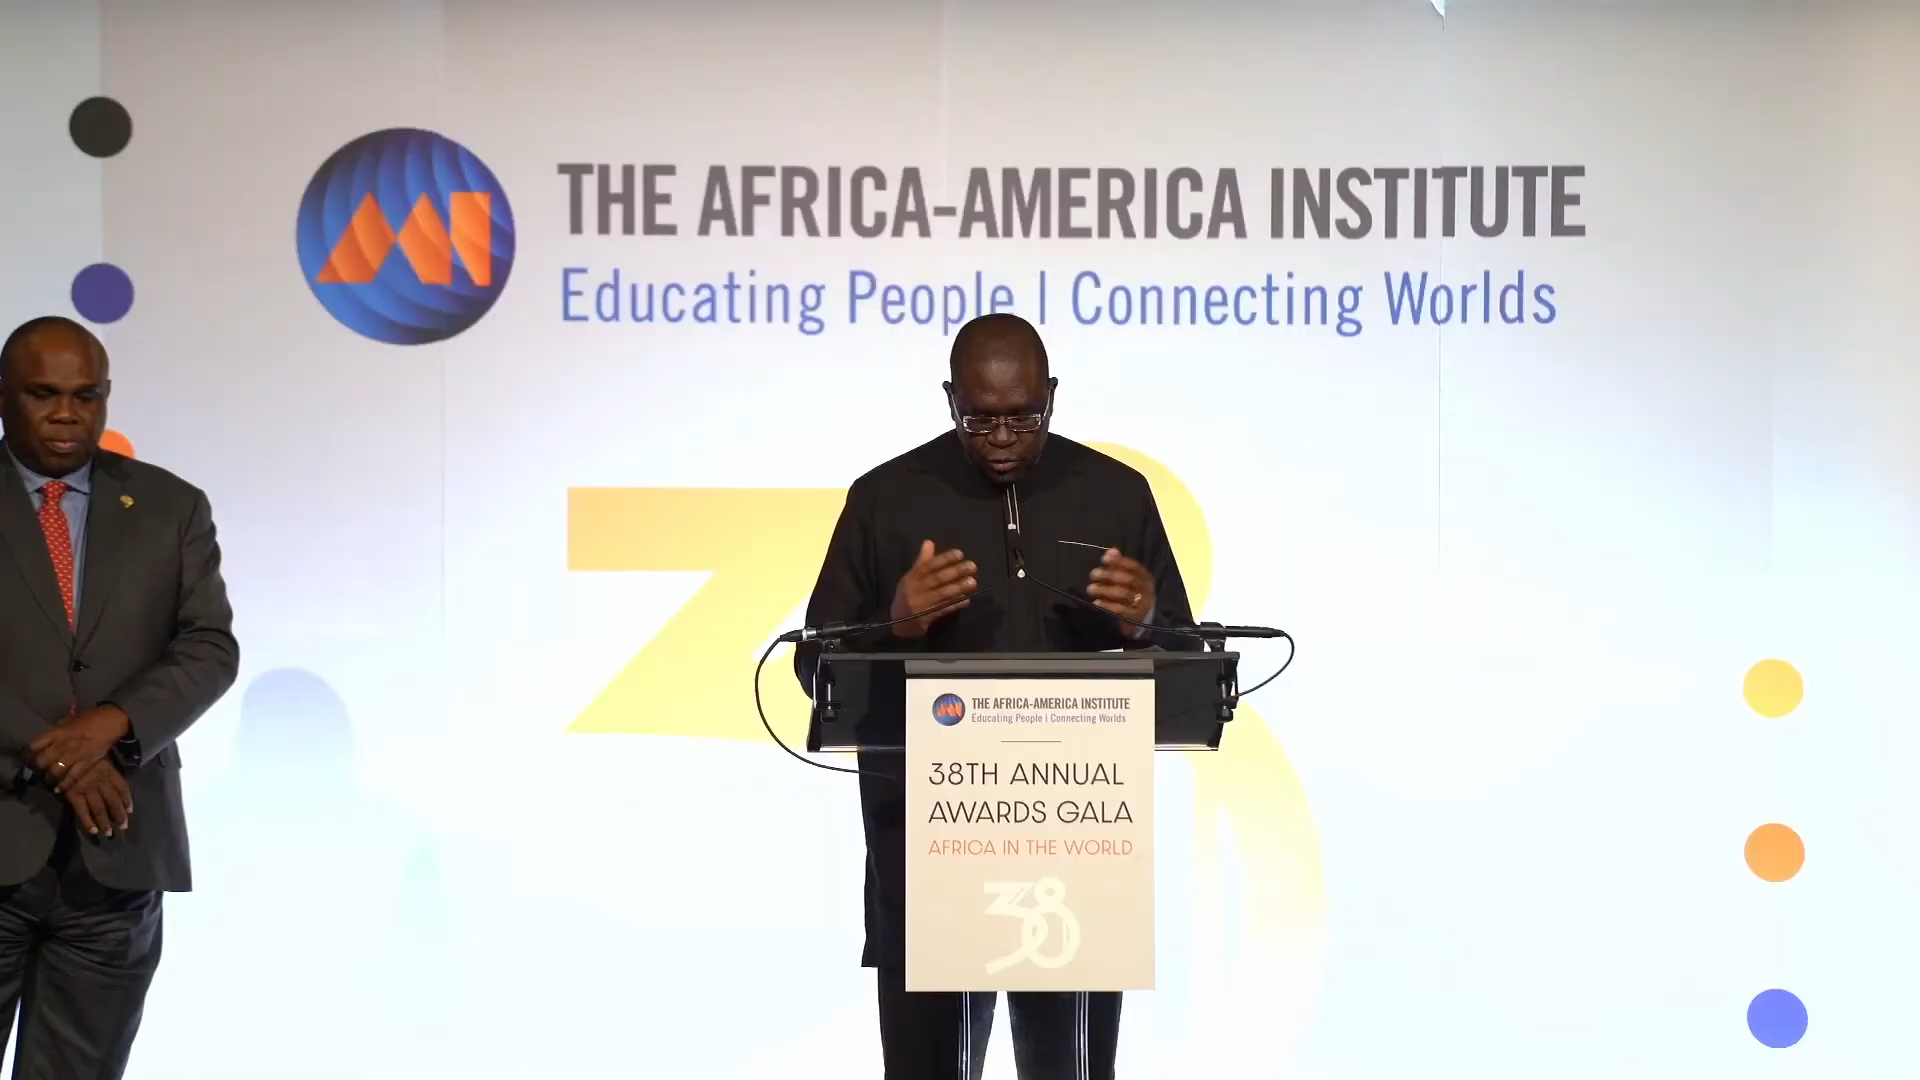 THE AFRICA-AMERICA INSTITUTE
Educating People | Connecting Worlds
38
THE AFRICA-AMERICA INSTITUTE
Educating People | Connecting Worlds
38TH ANNUAL
AWARDS GALA
AFRICA IN THE WORLD
38